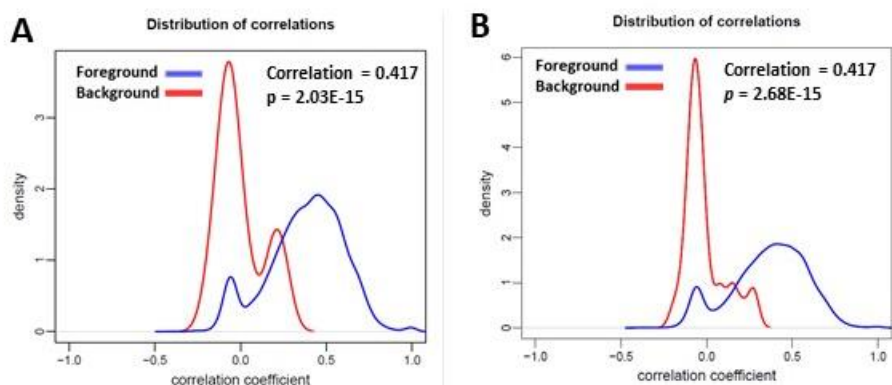 A
Distribution of correlations
Foreground
Background
Correlation = 0.417
p = 2.03E-15
density
3
2
1
0
−1.0 −0.5 0.0 0.5 1.0
correlation coefficient
B
Distribution of correlations
Foreground
Background
Correlation = 0.417
p = 2.68E-15
density
6
5
4
3
2
1
0
−1.0 −0.5 0.0 0.5 1.0
correlation coefficient